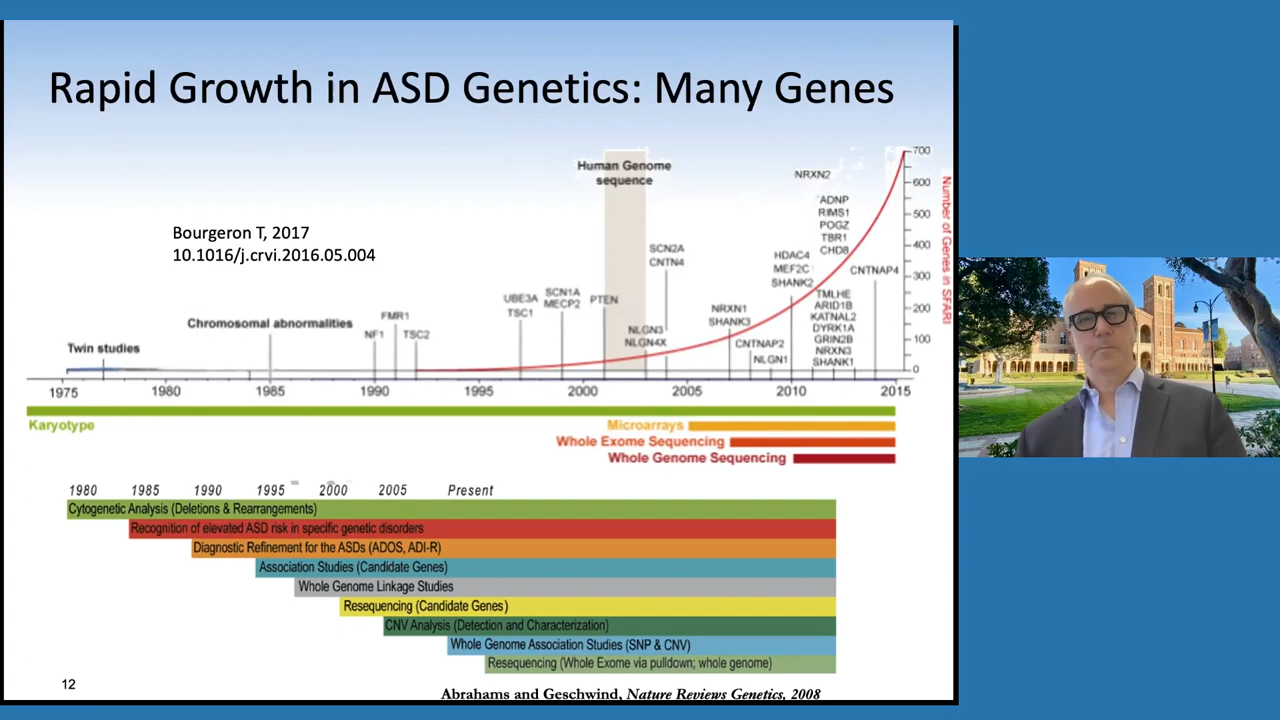 Rapid Growth in ASD Genetics: Many Genes
Human Genome
sequence
Bourgeron T, 2017
10.1016/j.crvi.2016.05.004
Twin studies
Chromosomal abnormalities
NF1
FMR1
TSC2
UBE3A
TSC1
SCN1A
MECP2
PTEN
NLGN3
NLGN4X
SCN2A
CNTN4
NRXN1
SHANK3
CNTNAP2
NLGN1
HDAC4
MEF2C
SHANK2
NRXN2
ADNP
RIMS1
POGZ
TBR1
CHD8
TMLHE
ARID1B
KATNAL2
DYRK1A
GRIN2B
NRXN3
SHANK1
CNTNAP4
700
600
500
400
300
200
100
0
Number of Genes in SFARI
1975 1980 1985 1990 1995 2000 2005 2010 2015
Karyotype
Microarrays
Whole Exome Sequencing
Whole Genome Sequencing
1980 1985 1990 1995 2000 2005 Present
Cytogenetic Analysis (Deletions & Rearrangements)
Recognition of elevated ASD risk in specific genetic disorders
Diagnostic Refinement for the ASDs (ADOS, ADI-R)
Association Studies (Candidate Genes)
Whole Genome Linkage Studies
Resequencing (Candidate Genes)
CNV Analysis (Detection and Characterization)
Whole Genome Association Studies (SNP & CNV)
Resequencing (Whole Exome via pulldown; whole genome)
12
Abrahams and Geschwind, Nature Reviews Genetics, 2008